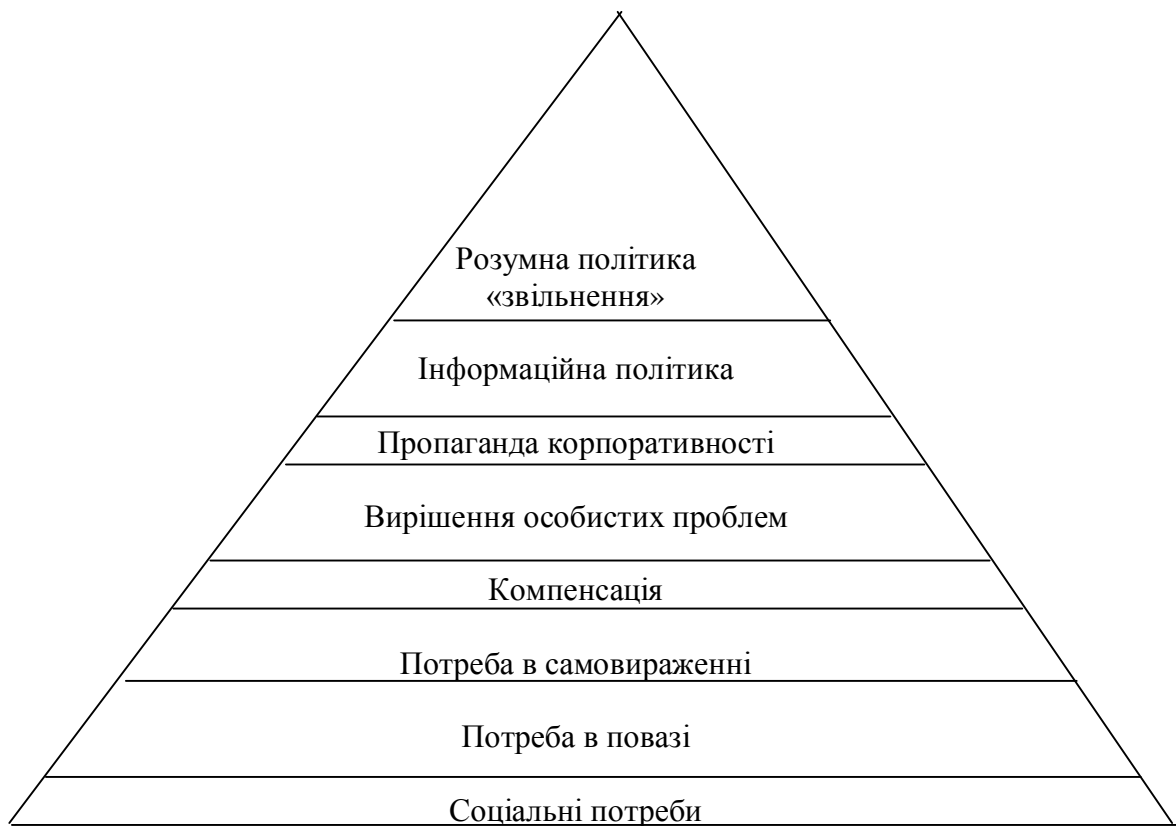 Розумна політика
«звільнення»
Інформаційна політика
Пропаганда корпоративності
Вирішення особистих проблем
Компенсація
Потреба в самовираженні
Потреба в повазі
Соціальні потреби